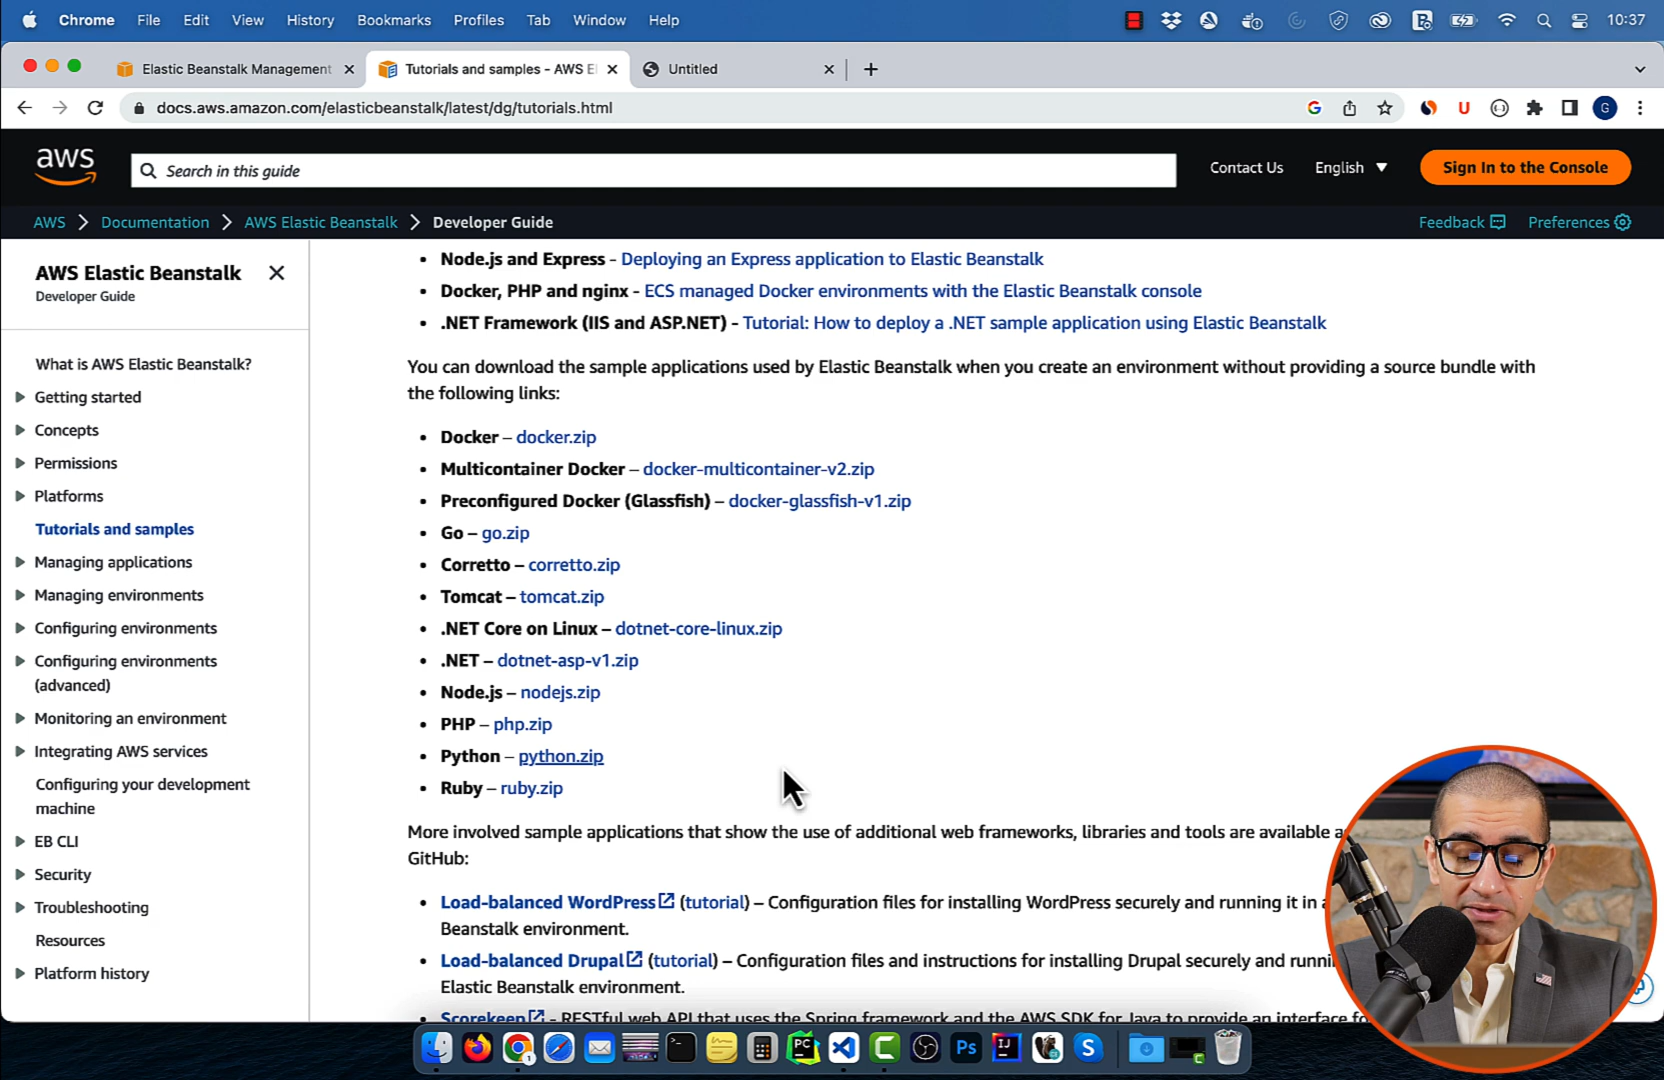 Chrome File Edit View History Bookmarks Profiles Tab Window Help 10:37
Elastic Beanstalk Management
Tutorials and samples - AWS E
Untitled
docs.aws.amazon.com/elasticbeanstalk/latest/dg/tutorials.html
aws
Search in this guide
Contact Us
English
Sign In to the Console
AWS Documentation AWS Elastic Beanstalk Developer Guide
Feedback Preferences
AWS Elastic Beanstalk
Developer Guide
What is AWS Elastic Beanstalk?
Getting started
Concepts
Permissions
Platforms
Tutorials and samples
Managing applications
Managing environments
Configuring environments
Configuring environments
(advanced)
Monitoring an environment
Integrating AWS services
Configuring your development
machine
EB CLI
Security
Troubleshooting
Resources
Platform history
• Node.js and Express - Deploying an Express application to Elastic Beanstalk
• Docker, PHP and nginx - ECS managed Docker environments with the Elastic Beanstalk console
• .NET Framework (IIS and ASP.NET) - Tutorial: How to deploy a .NET sample application using Elastic Beanstalk
You can download the sample applications used by Elastic Beanstalk when you create an environment without providing a source bundle with
the following links:
• Docker – docker.zip
• Multicontainer Docker – docker-multicontainer-v2.zip
• Preconfigured Docker (Glassfish) – docker-glassfish-v1.zip
• Go – go.zip
• Corretto – corretto.zip
• Tomcat – tomcat.zip
• .NET Core on Linux – dotnet-core-linux.zip
• .NET – dotnet-asp-v1.zip
• Node.js – nodejs.zip
• PHP – php.zip
• Python – python.zip
• Ruby – ruby.zip
More involved sample applications that show the use of additional web frameworks, libraries and tools are available
GitHub:
• Load-balanced WordPress (tutorial) – Configuration files for installing WordPress securely and running it in a
Beanstalk environment.
• Load-balanced Drupal (tutorial) – Configuration files and instructions for installing Drupal securely and
Elastic Beanstalk environment.
• Scorekeep - RESTful web API that uses the Spring framework and the AWS SDK for Java to provide an interface